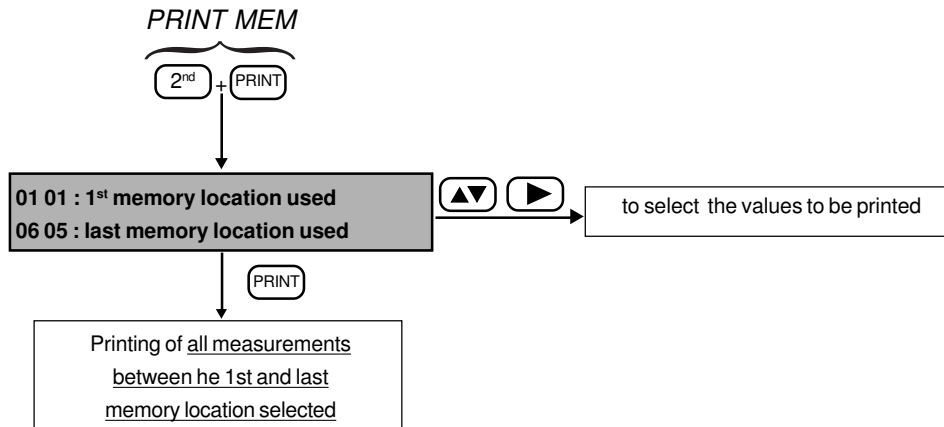 PRINT MEM
2nd + PRINT
01 01 : 1st memory location used
06 05 : last memory location used
to select the values to be printed
PRINT
Printing of all measurements
between he 1st and last
memory location selected